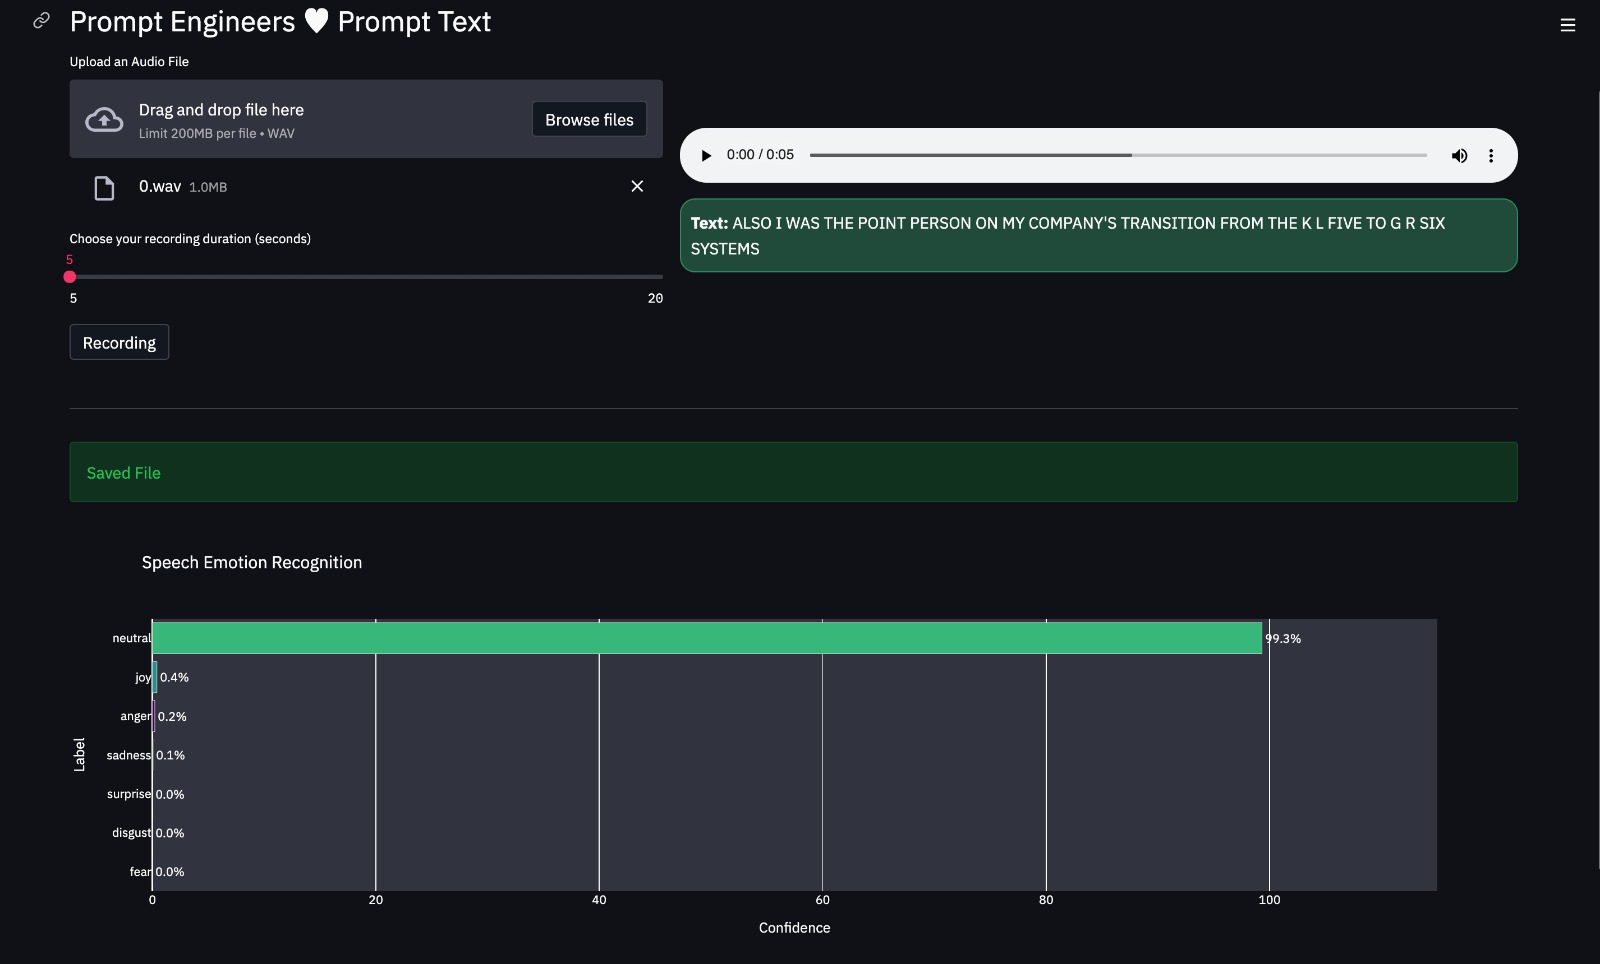 Prompt Engineers ♥ Prompt Text
Upload an Audio File
Drag and drop file here
Limit 200MB per file • WAV
Browse files
0.wav 1.0MB
Choose your recording duration (seconds)
5
5 20
Recording
0:00 / 0:05
Text: ALSO I WAS THE POINT PERSON ON MY COMPANY'S TRANSITION FROM THE K L FIVE TO G R SIX
SYSTEMS
Saved File
Speech Emotion Recognition
Label
neutral 99.3%
joy 0.4%
anger 0.2%
sadness 0.1%
surprise 0.0%
disgust 0.0%
fear 0.0%
0 20 40 60 80 100
Confidence